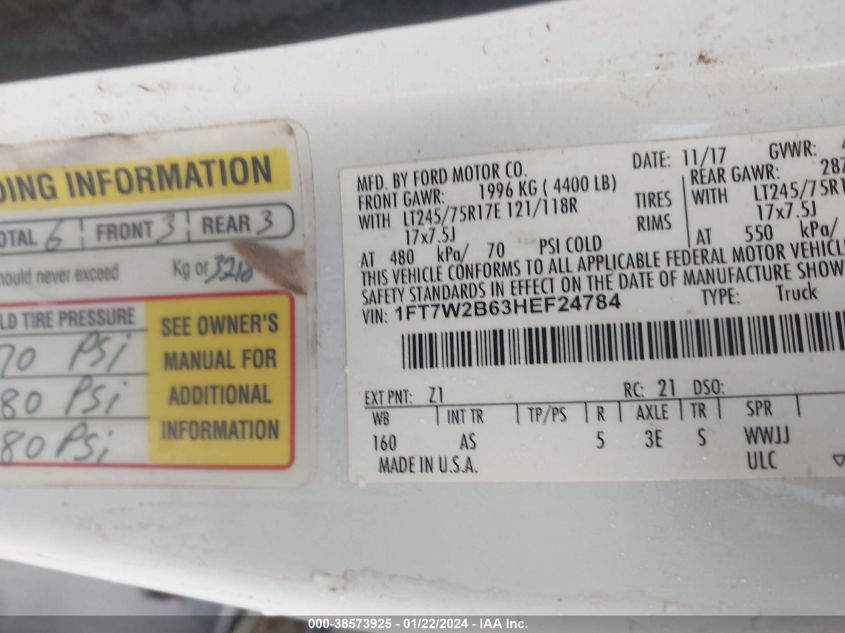 DING INFORMATION
OTAL 6 FRONT 3 REAR 3
hould never exceed Kg or 3210
LD TIRE PRESSURE
70 PSi
80 PSi
80 PSi
SEE OWNER'S
MANUAL FOR
ADDITIONAL
INFORMATION
MFD. BY FORD MOTOR CO. DATE: 11/17 GVWR: 4
FRONT GAWR: 1996 KG ( 4400 LB) REAR GAWR: 287
WITH LT245/75R17E 121/118R TIRES WITH LT245/75R1
17x7.5J RIMS 17x7.5J
AT 480 kPa/ 70 PSI COLD AT 550 kPa/
THIS VEHICLE CONFORMS TO ALL APPLICABLE FEDERAL MOTOR VEHICLE
SAFETY STANDARDS IN EFFECT ON THE DATE OF MANUFACTURE SHOW
VIN: 1FT7W2B63HEF24784 TYPE: Truck
EXT PNT: Z1 RC: 21 DSO:
WB INT TR TP/PS R AXLE TR SPR
160 AS 5 3E S WWJJ
MADE IN U.S.A. ULC
000-38573925 - 01/22/2024 - IAA Inc.